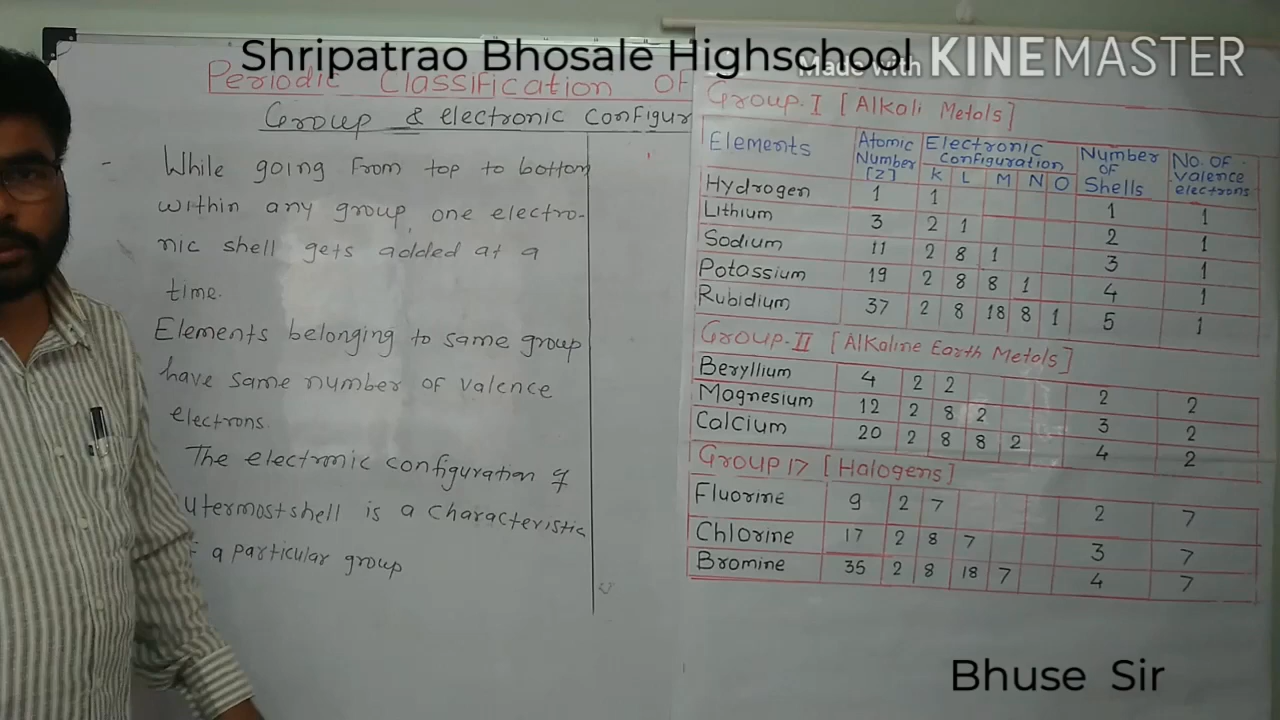 Shripatrao Bhosale Highschool
Made with KINEMASTER
Periodic Classification OF
Group & electronic configur
- While going From top to bottom
within any group, one electro-
nic shell gets added at a
time.
Elements belonging to same group
have same number of valence
electrons.
The electronic configuration of
utermostshell is a characteristic
f a particular group
Group-I [Alkali Metals]
Elements Atomic Number [Z] Electronic Configuration K L M N O Number of Shells No. of Valence electrons
Hydrogen 1 1 1 1
Lithium 3 2 1 2 1
Sodium 11 2 8 1 3 1
Potassium 19 2 8 8 1 4 1
Rubidium 37 2 8 18 8 1 5 1
Group-II [Alkaline Earth Metals]
Beryllium 4 2 2 2 2
Magnesium 12 2 8 2 3 2
Calcium 20 2 8 8 2 4 2
Group 17 [Halogens]
Fluorine 9 2 7 2 7
Chlorine 17 2 8 7 3 7
Bromine 35 2 8 18 7 4 7
Bhuse Sir